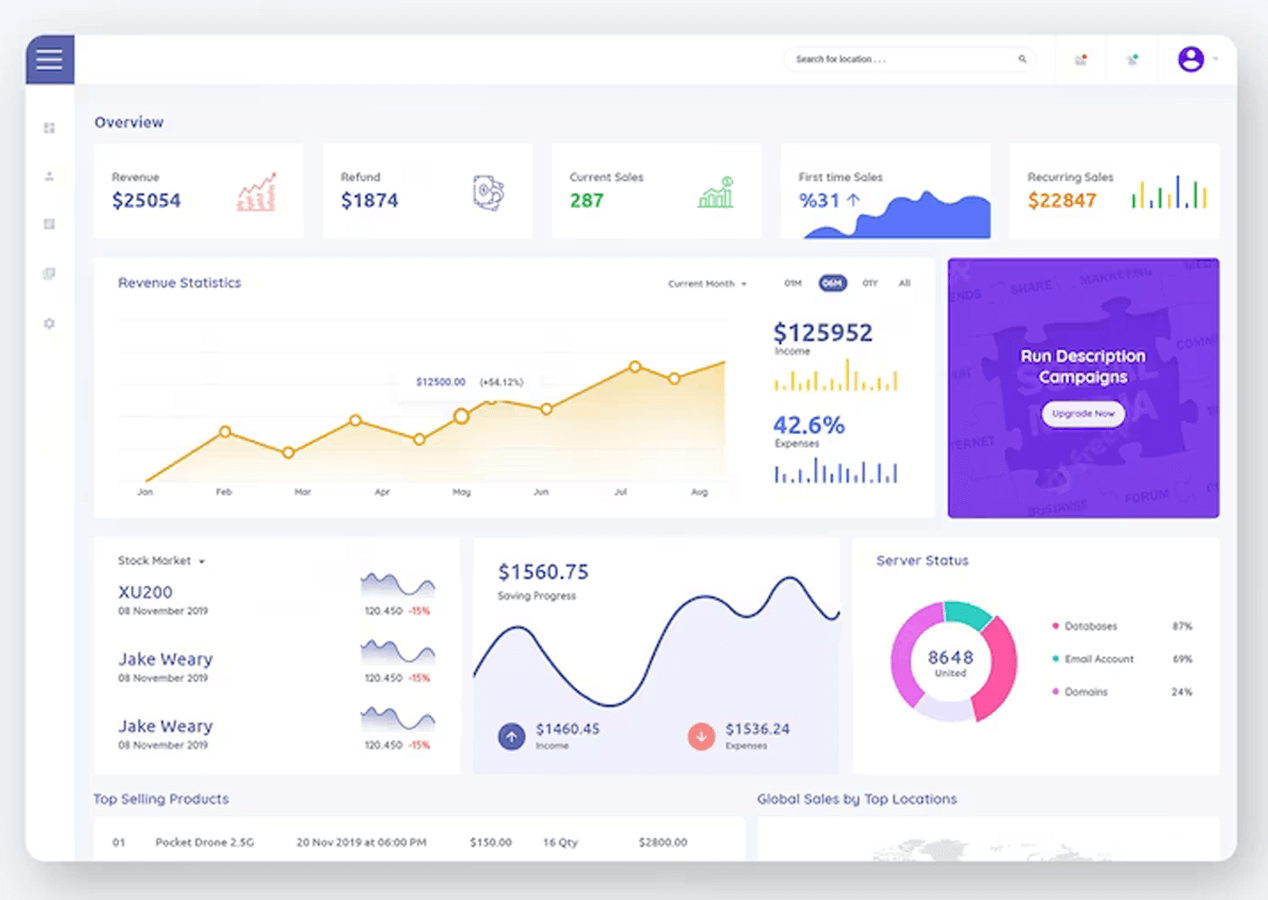 Search for location . . .
Overview
Revenue
$25054
Refund
$1874
Current Sales
287
First time Sales
%31
Recurring Sales
$22847
Revenue Statistics
Current Month
01M 06M 01Y All
$12500.00 (+54.12%)
Jan Feb Mar Apr May Jun Jul Aug
$125952
Income
42.6%
Expenses
SHARE
MARKETING
Run Description
Campaigns
Upgrade Now
SOCIAL
MEDIA
FORUM
BUSINESS
Stock Market
XU200
08 November 2019
120.450 -15%
Jake Weary
08 November 2019
120.450 -15%
Jake Weary
08 November 2019
120.450 -15%
$1560.75
Saving Progress
$1460.45
Income
$1536.24
Expenses
Server Status
8648
United
Databases 87%
Email Account 69%
Domains 24%
Top Selling Products
01 Pocket Drone 2.5G 20 Nov 2019 at 06:00 PM $150.00 16 Qty $2800.00
Global Sales by Top Locations